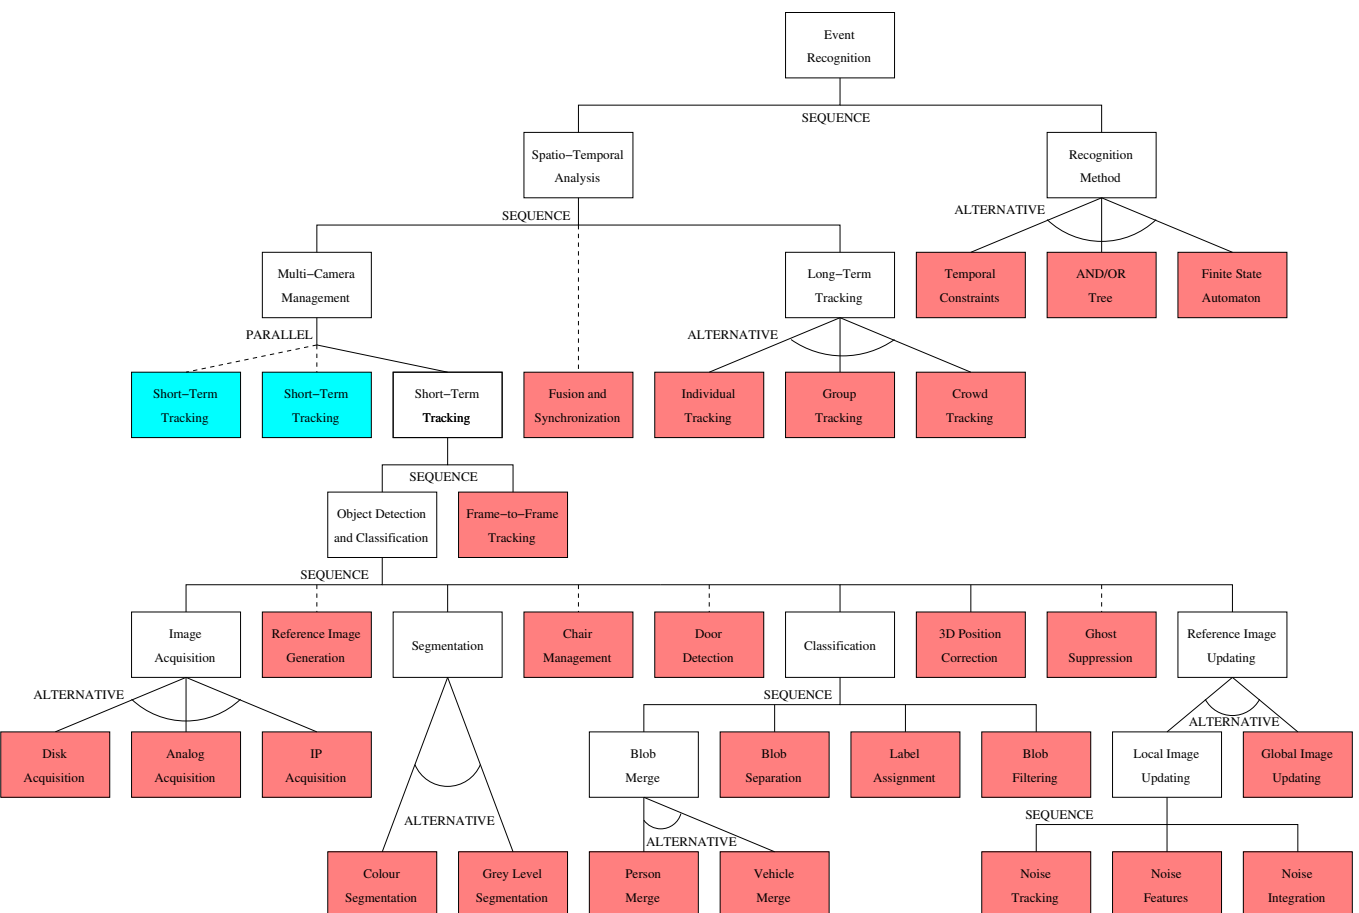 Event
Recognition
SEQUENCE
Spatio−Temporal
Analysis
Recognition
Method
SEQUENCE
ALTERNATIVE
Multi−Camera
Management
Long−Term
Tracking
Temporal
Constraints
AND/OR
Tree
Finite State
Automaton
PARALLEL
ALTERNATIVE
Short−Term
Tracking
Short−Term
Tracking
Short−Term
Tracking
Fusion and
Synchronization
Individual
Tracking
Group
Tracking
Crowd
Tracking
SEQUENCE
Object Detection
and Classification
Frame−to−Frame
Tracking
SEQUENCE
Image
Acquisition
Reference Image
Generation
Segmentation
Chair
Management
Door
Detection
Classification
3D Position
Correction
Ghost
Suppression
Reference Image
Updating
ALTERNATIVE
SEQUENCE
ALTERNATIVE
Disk
Acquisition
Analog
Acquisition
IP
Acquisition
Blob
Merge
Blob
Separation
Label
Assignment
Blob
Filtering
Local Image
Updating
Global Image
Updating
ALTERNATIVE
ALTERNATIVE
SEQUENCE
Colour
Segmentation
Grey Level
Segmentation
Person
Merge
Vehicle
Merge
Noise
Tracking
Noise
Features
Noise
Integration